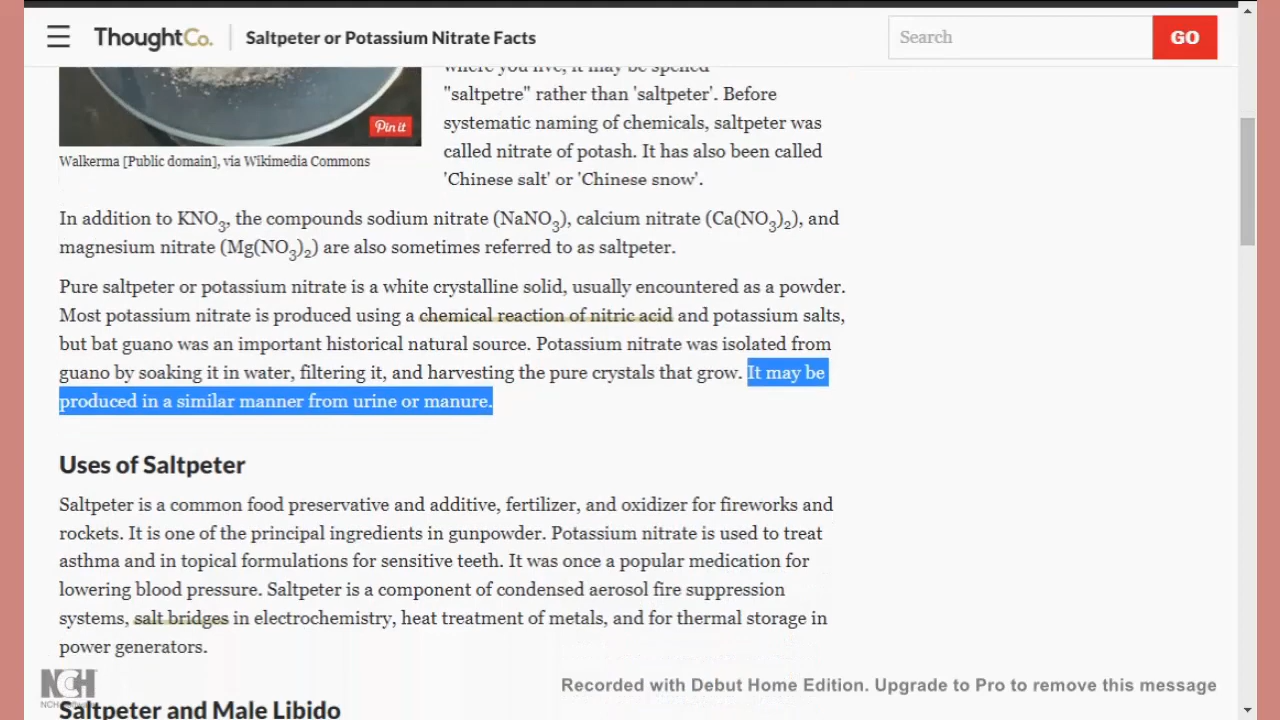 ThoughtCo.
Saltpeter or Potassium Nitrate Facts
Search
GO
where you live, it may be spelled
"saltpetre" rather than 'saltpeter'. Before
systematic naming of chemicals, saltpeter was
called nitrate of potash. It has also been called
'Chinese salt' or 'Chinese snow'.
Pin it
Walkerma [Public domain], via Wikimedia Commons
In addition to KNO3, the compounds sodium nitrate (NaNO3), calcium nitrate (Ca(NO3)2), and
magnesium nitrate (Mg(NO3)2) are also sometimes referred to as saltpeter.
Pure saltpeter or potassium nitrate is a white crystalline solid, usually encountered as a powder.
Most potassium nitrate is produced using a chemical reaction of nitric acid and potassium salts,
but bat guano was an important historical natural source. Potassium nitrate was isolated from
guano by soaking it in water, filtering it, and harvesting the pure crystals that grow. It may be
produced in a similar manner from urine or manure.
Uses of Saltpeter
Saltpeter is a common food preservative and additive, fertilizer, and oxidizer for fireworks and
rockets. It is one of the principal ingredients in gunpowder. Potassium nitrate is used to treat
asthma and in topical formulations for sensitive teeth. It was once a popular medication for
lowering blood pressure. Saltpeter is a component of condensed aerosol fire suppression
systems, salt bridges in electrochemistry, heat treatment of metals, and for thermal storage in
power generators.
NCH
Recorded with Debut Home Edition. Upgrade to Pro to remove this message
Saltpeter and Male Libido